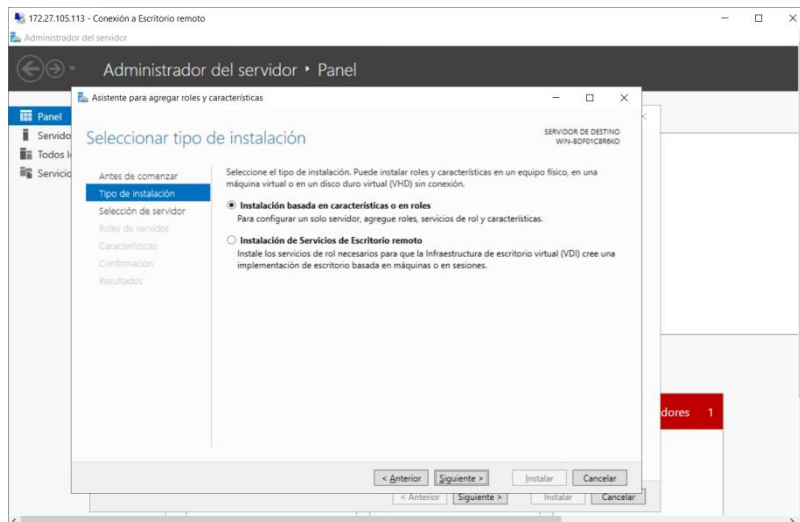 172.27.105.113 - Conexión a Escritorio remoto
Administrador del servidor
Administrador del servidor • Panel
Panel
Servido
Todos l
Servicio
Asistente para agregar roles y características
Seleccionar tipo de instalación
SERVIDOR DE DESTINO
WIN-BDF01C8R6KO
Antes de comenzar
Tipo de instalación
Selección de servidor
Roles de servidor
Características
Confirmación
Resultados
Seleccione el tipo de instalación. Puede instalar roles y características en un equipo físico, en una
máquina virtual o en un disco duro virtual (VHD) sin conexión.
Instalación basada en características o en roles
Para configurar un solo servidor, agregue roles, servicios de rol y características.
Instalación de Servicios de Escritorio remoto
Instale los servicios de rol necesarios para que la Infraestructura de escritorio virtual (VDI) cree una
implementación de escritorio basada en máquinas o en sesiones.
dores 1
< Anterior Siguiente > Instalar Cancelar
< Anterior Siguiente > Instalar Cancelar